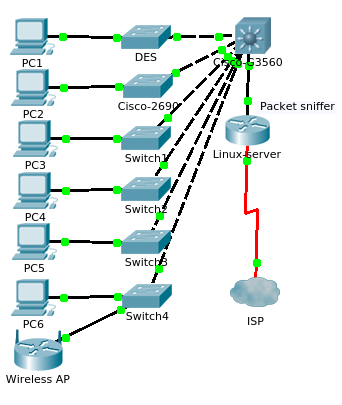 PC1
DES
Cisco-G3560
PC2
Cisco-2690
Packet sniffer
PC3
Switch1
Linux-server
PC4
Switch2
PC5
Switch3
PC6
Switch4
ISP
Wireless AP